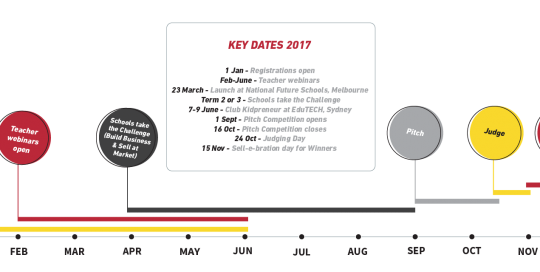 KEY DATES 2017
1 Jan - Registrations open
Feb-June - Teacher webinars
23 March - Launch at National Future Schools, Melbourne
Term 2 or 3 - Schools take the Challenge
7-9 June - Club Kidpreneur at EduTECH, Sydney
1 Sept - Pitch Competition opens
16 Oct - Pitch Competition closes
24 Oct - Judging Day
15 Nov - Sell-e-bration day for Winners
Teacher
webinars
open
Schools take
the Challenge
(Build Business
& Sell at
Market)
Pitch
Judge
FEB MAR APR MAY JUN JUL AUG SEP OCT NOV